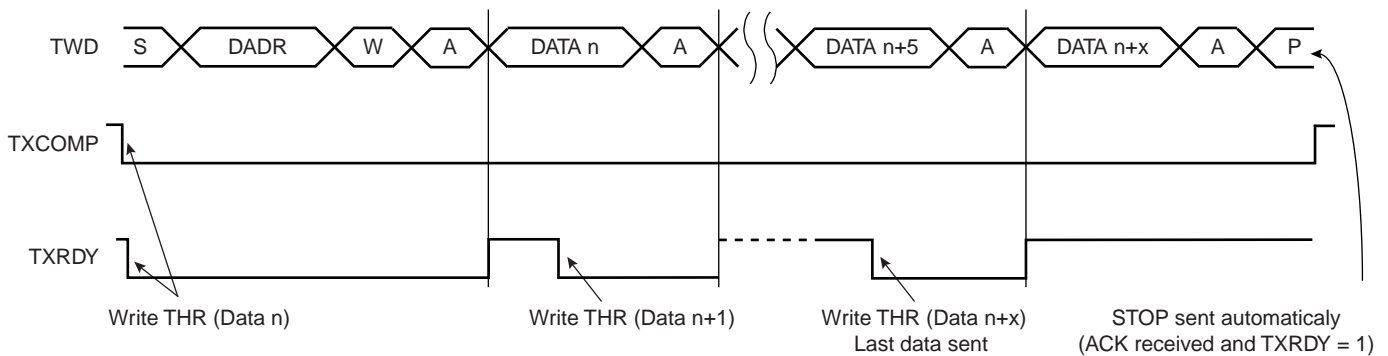 TWD S DADR W A DATA n A DATA n+5 A DATA n+x A P
TXCOMP
TXRDY
Write THR (Data n)
Write THR (Data n+1)
Write THR (Data n+x)
Last data sent
STOP sent automaticaly
(ACK received and TXRDY = 1)